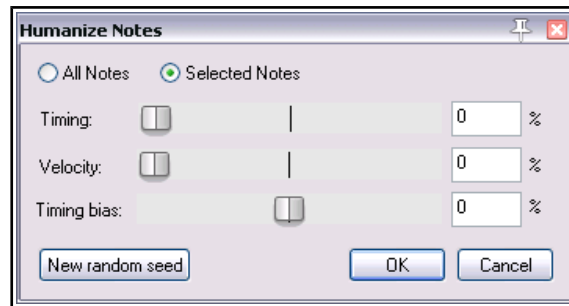 Humanize Notes
All Notes Selected Notes
Timing: 0 %
Velocity: 0 %
Timing bias: 0 %
New random seed OK Cancel